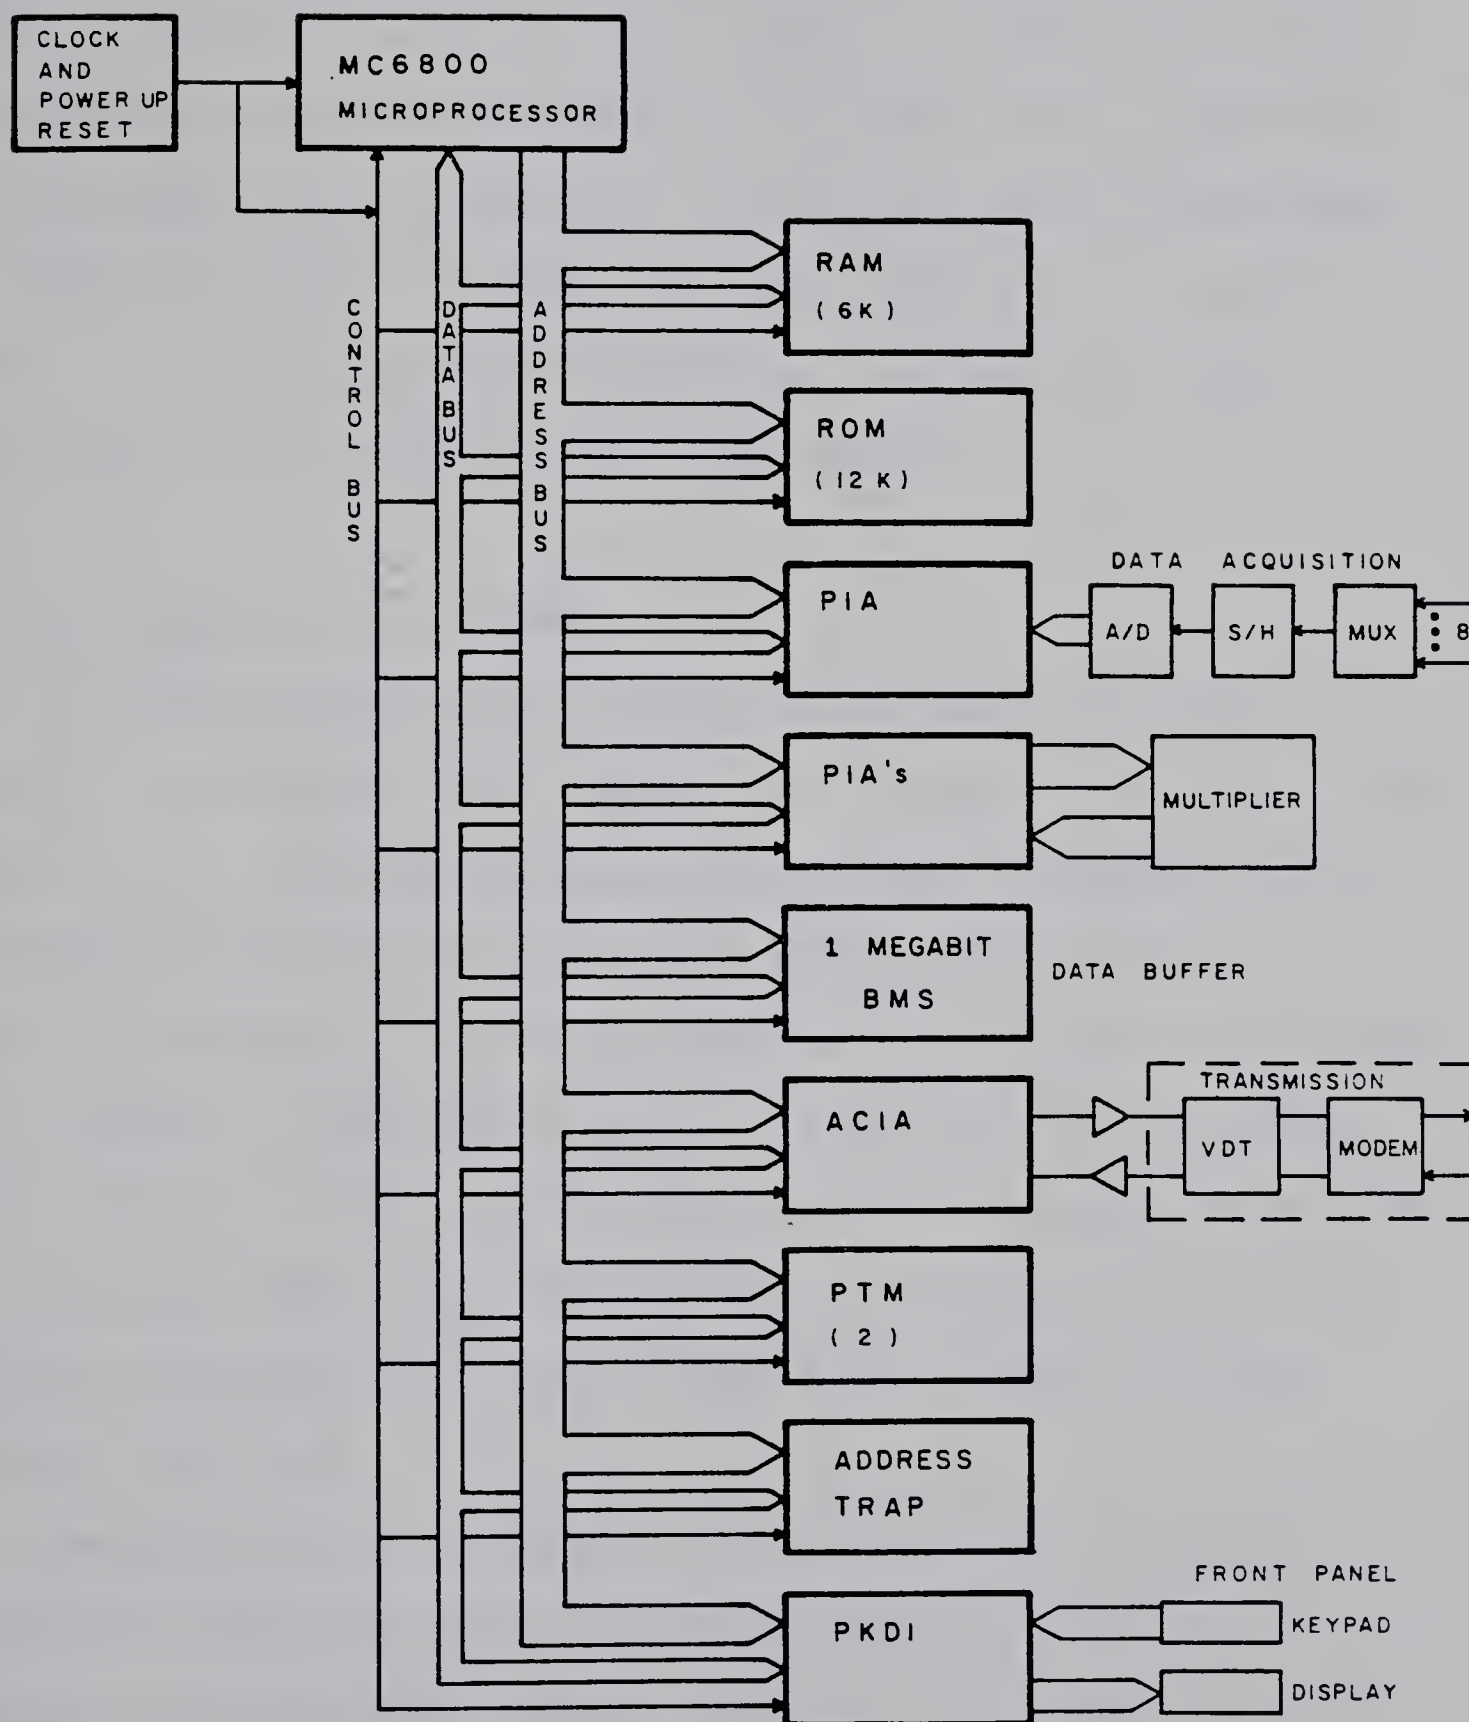 CLOCK
AND
POWER UP
RESET
MC6800
MICROPROCESSOR
CONTROL BUS
DATA BUS
ADDRESS BUS
RAM
(6K)
ROM
(12K)
PIA
DATA ACQUISITION
A/D
S/H
MUX
8
PIA's
MULTIPLIER
1 MEGABIT
BMS
DATA BUFFER
ACIA
TRANSMISSION
VDT
MODEM
PTM
(2)
ADDRESS
TRAP
PKDI
FRONT PANEL
KEYPAD
DISPLAY